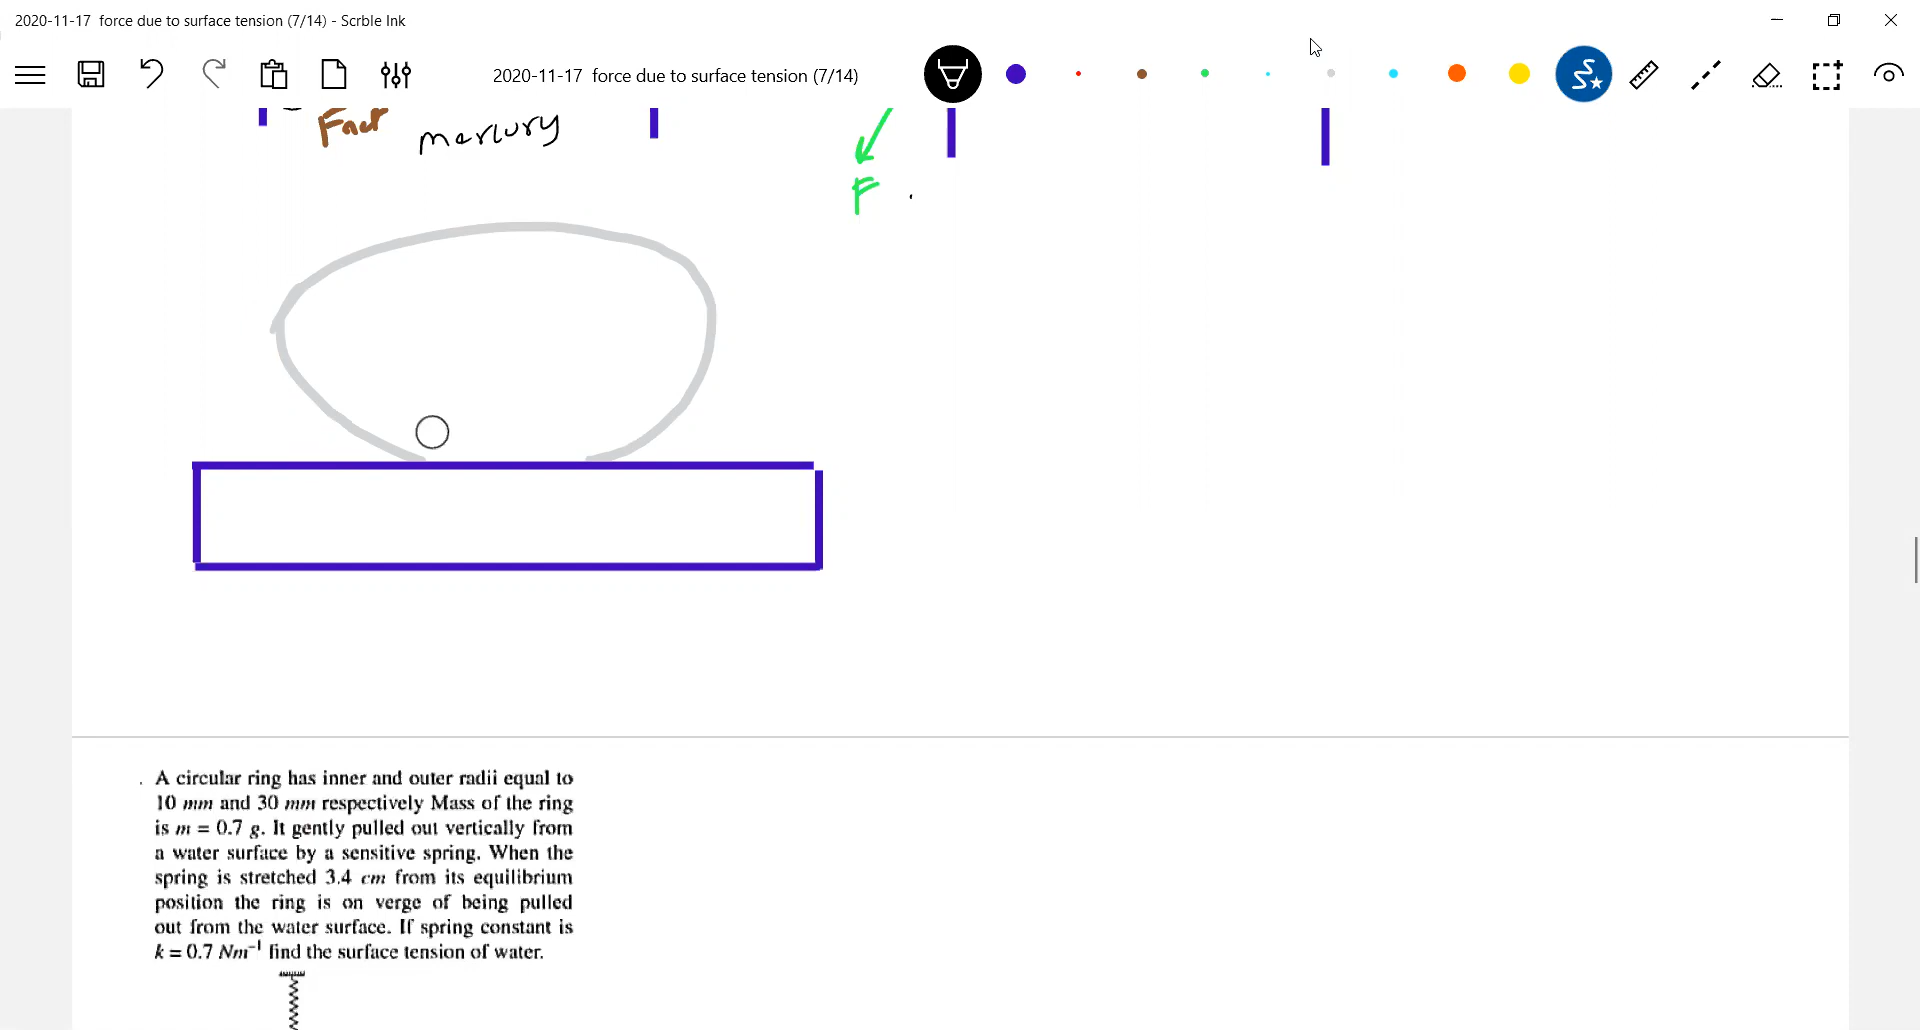 2020-11-17 force due to surface tension (7/14) - Scrble Ink
2020-11-17 force due to surface tension (7/14)
Fnet
mercury
F
. A circular ring has inner and outer radii equal to
10 mm and 30 mm respectively Mass of the ring
is m = 0.7 g. It gently pulled out vertically from
a water surface by a sensitive spring. When the
spring is stretched 3.4 cm from its equilibrium
position the ring is on verge of being pulled
out from the water surface. If spring constant is
k = 0.7 Nm⁻¹ find the surface tension of water.